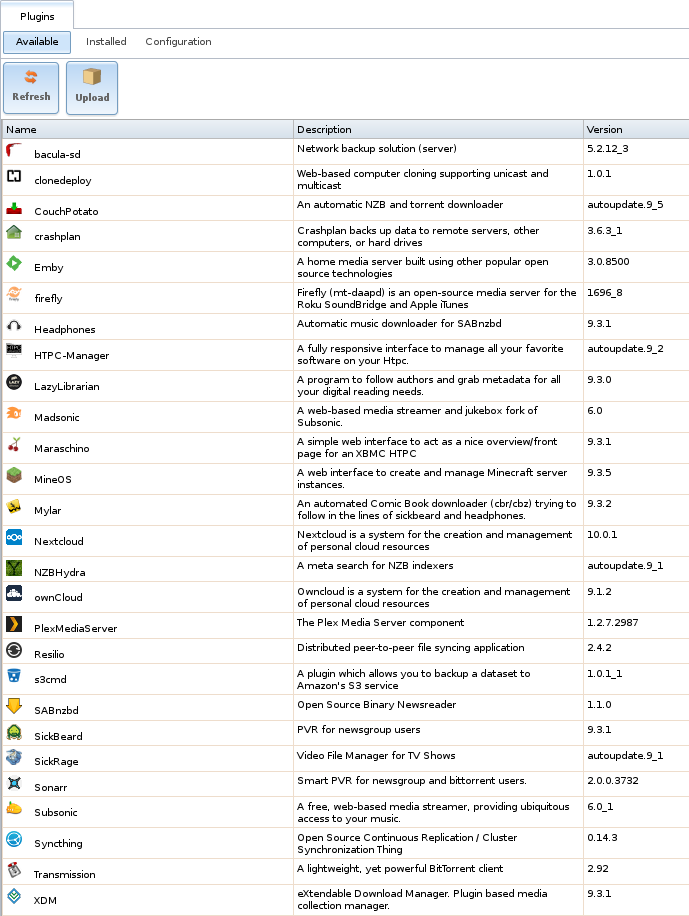 Plugins
Available Installed Configuration
Refresh Upload
Name Description Version
bacula-sd Network backup solution (server) 5.2.12_3
clonedeploy Web-based computer cloning supporting unicast and 1.0.1
multicast
CouchPotato An automatic NZB and torrent downloader autoupdate.9_5
crashplan Crashplan backs up data to remote servers, other 3.6.3_1
computers, or hard drives
Emby A home media server built using other popular open 3.0.8500
source technologies
firefly Firefly (mt-daapd) is an open-source media server for the 1696_8
Roku SoundBridge and Apple iTunes
Headphones Automatic music downloader for SABnzbd 9.3.1
HTPC-Manager A fully responsive interface to manage all your favorite autoupdate.9_2
software on your Htpc.
LazyLibrarian A program to follow authors and grab metadata for all 9.3.0
your digital reading needs.
Madsonic A web-based media streamer and jukebox fork of 6.0
Subsonic.
Maraschino A simple web interface to act as a nice overview/front 9.3.1
page for an XBMC HTPC
MineOS A web interface to create and manage Minecraft server 9.3.5
instances.
Mylar An automated Comic Book downloader (cbr/cbz) trying to 9.3.2
follow in the lines of sickbeard and headphones.
Nextcloud Nextcloud is a system for the creation and management 10.0.1
of personal cloud resources
NZBHydra A meta search for NZB indexers autoupdate.9_1
ownCloud Owncloud is a system for the creation and management 9.1.2
of personal cloud resources
PlexMediaServer The Plex Media Server component 1.2.7.2987
Resilio Distributed peer-to-peer file syncing application 2.4.2
s3cmd A plugin which allows you to backup a dataset to 1.0.1_1
Amazon's S3 service
SABnzbd Open Source Binary Newsreader 1.1.0
SickBeard PVR for newsgroup users 9.3.1
SickRage Video File Manager for TV Shows autoupdate.9_1
Sonarr Smart PVR for newsgroup and bittorrent users. 2.0.0.3732
Subsonic A free, web-based media streamer, providing ubiquitous 6.0_1
access to your music.
Syncthing Open Source Continuous Replication / Cluster 0.14.3
Synchronization Thing
Transmission A lightweight, yet powerful BitTorrent client 2.92
XDM eXtendable Download Manager. Plugin based media 9.3.1
collection manager.